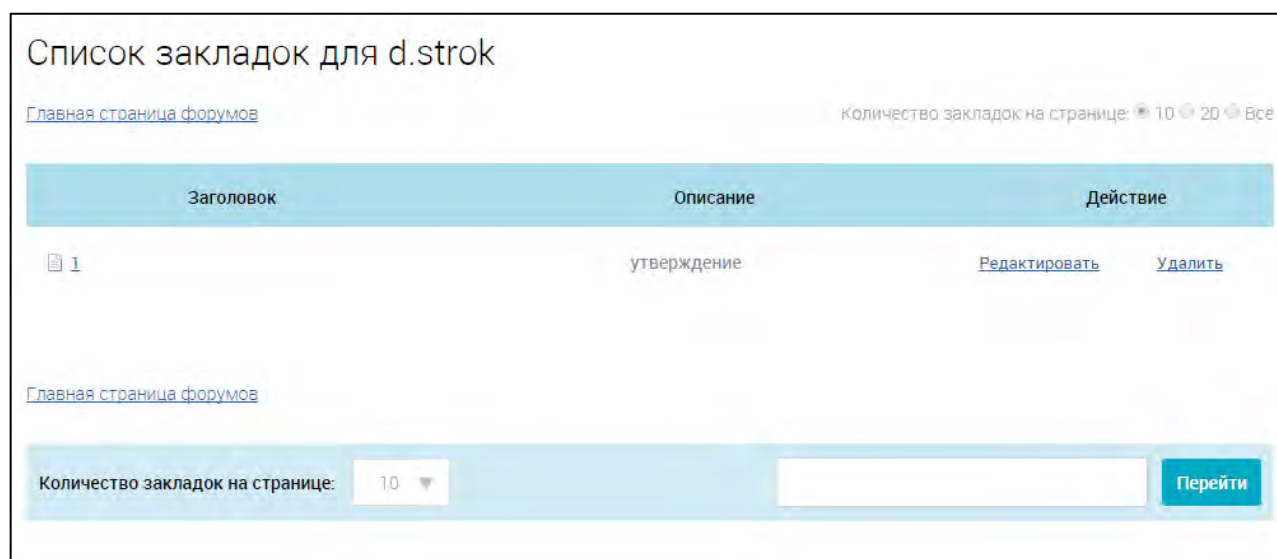 Список закладок для d.strok
Главная страница форумов
Количество закладок на странице: 10 20 Все
Заголовок Описание Действие
1 утверждение Редактировать Удалить
Главная страница форумов
Количество закладок на странице: 10 Перейти